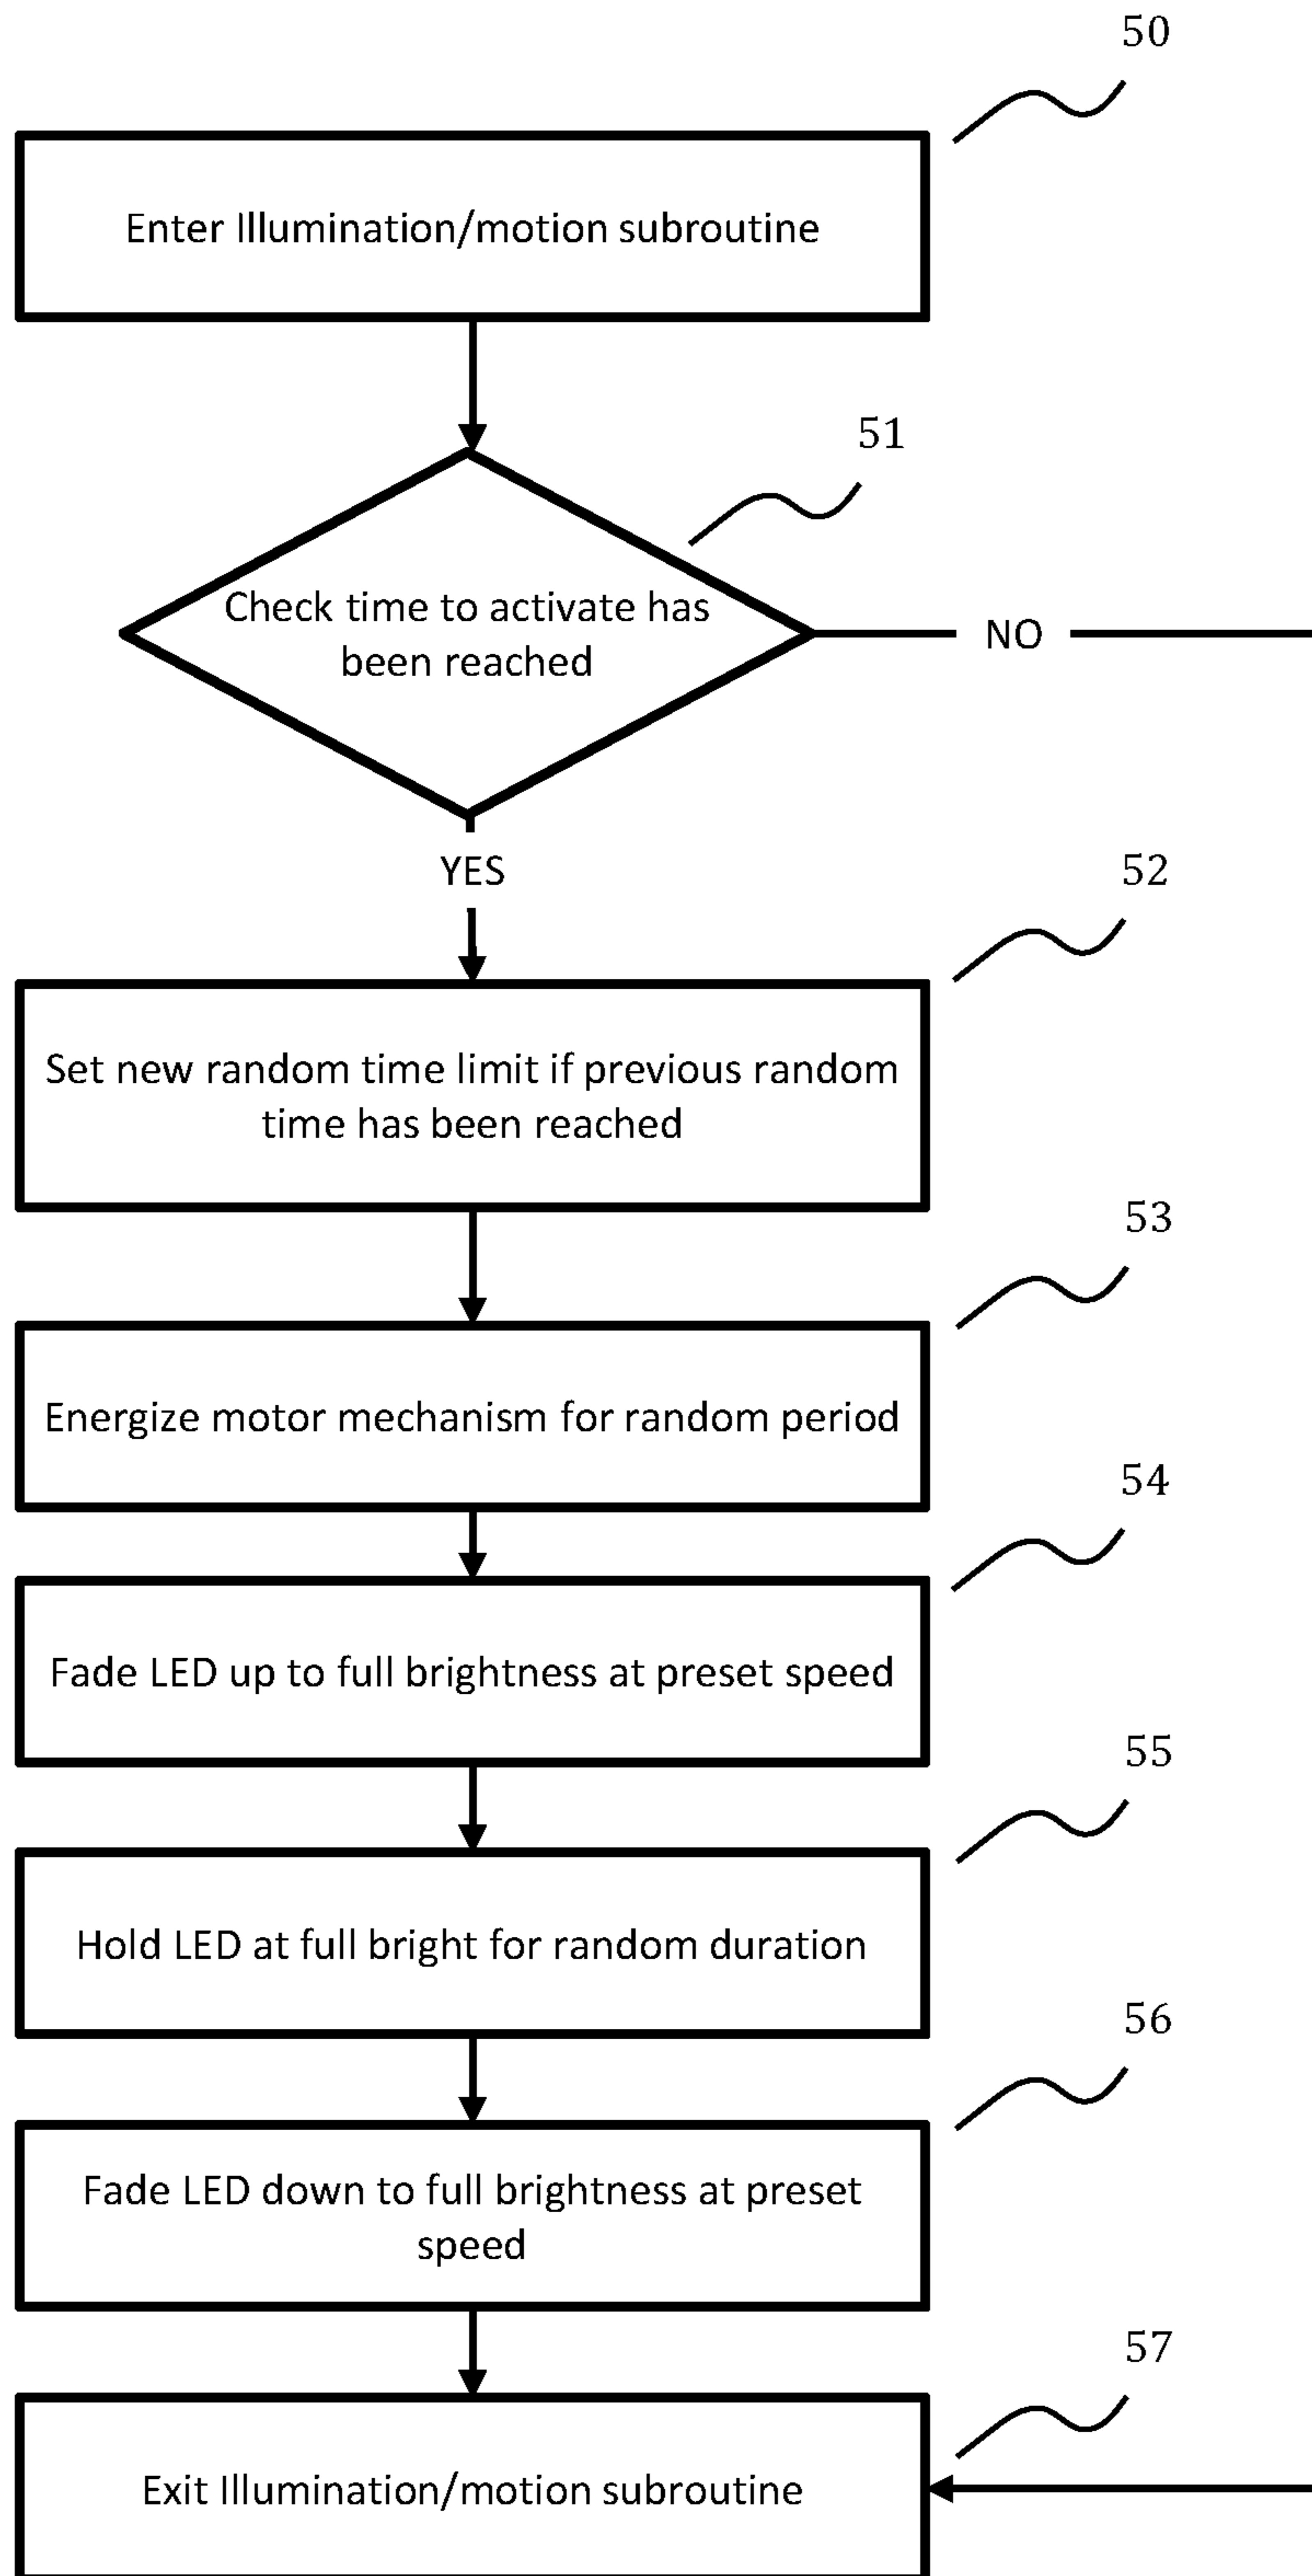 50
Enter Illumination/motion subroutine
51
Check time to activate has
been reached
NO
YES
52
Set new random time limit if previous random
time has been reached
53
Energize motor mechanism for random period
54
Fade LED up to full brightness at preset speed
55
Hold LED at full bright for random duration
56
Fade LED down to full brightness at preset
speed
57
Exit Illumination/motion subroutine